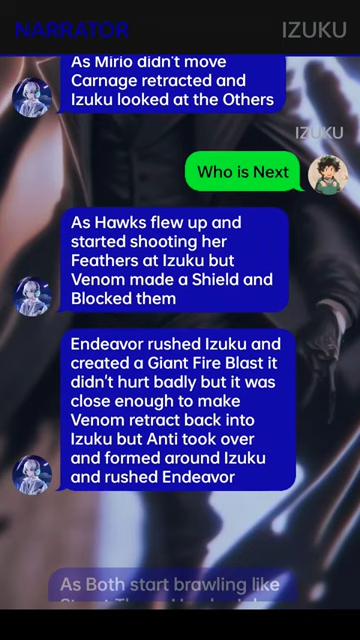 NARRATOR
IZUKU
As Mirio didn't move
Carnage retracted and
Izuku looked at the Others
IZUKU
Who is Next
As Hawks flew up and
started shooting her
Feathers at Izuku but
Venom made a Shield and
Blocked them
Endeavor rushed Izuku and
created a Giant Fire Blast it
didn't hurt badly but it was
close enough to make
Venom retract back into
Izuku but Anti took over
and formed around Izuku
and rushed Endeavor
As Both start brawling like